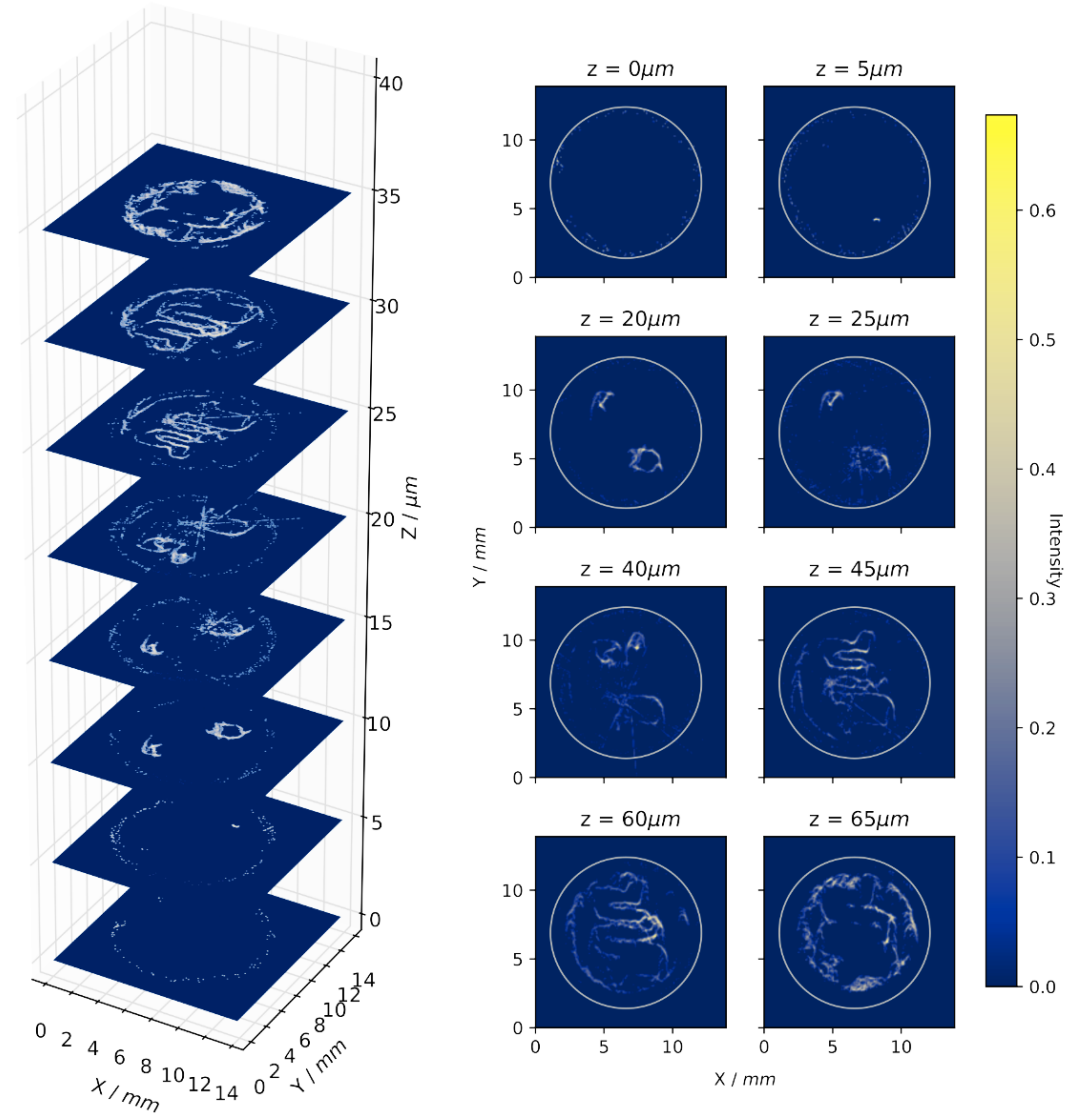 40
35
30
25
20
15
10
5
0
Z / μm
0 2 4 6 8 10 12 14
X / mm
0 2 4 6 8 10 12 14
Y / mm
z = 0μm z = 5μm
10
5
0
z = 20μm z = 25μm
10
5
0
z = 40μm z = 45μm
10
5
0
z = 60μm z = 65μm
10
5
0
0 5 10 0 5 10
X / mm
Y / mm
0.6
0.5
0.4
0.3
0.2
0.1
0.0
Intensity